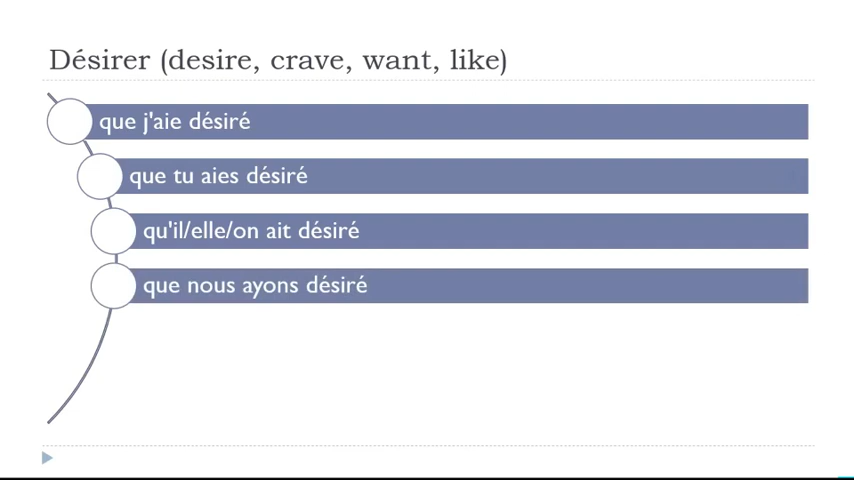 Désirer (desire, crave, want, like)
que j'aie désiré
que tu aies désiré
qu'il/elle/on ait désiré
que nous ayons désiré